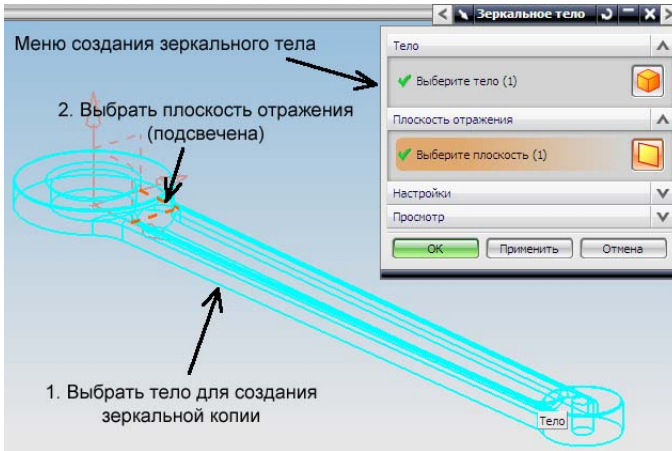 Зеркальное тело
Меню создания зеркального тела
Тело
Выберите тело (1)
2. Выбрать плоскость отражения
(подсвечена)
Плоскость отражения
Выберите плоскость (1)
Настройки
Просмотр
ОК
Применить
Отмена
1. Выбрать тело для создания
зеркальной копии
Тело